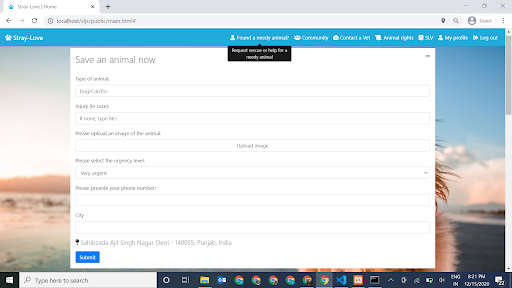 Stray-Love | Home
localhost/sljs/public/main.html#
Guest
Stray-Love
Found a needy animal?
Community
Contact a Vet
Animal rights
SLV
My profile
Log out
Request rescue or help for a
needy animal
Save an animal now
Type of animal:
Dog/Cat/etc.
Injury (in case):
If none, type NO
Please upload an image of the animal:
Upload image
Please select the urgency level:
Very urgent
Please provide your phone number:
City
Sahibzada Ajit Singh Nagar, Derri - 140055, Punjab, India
Submit
Type here to search
ENG
IN
8:21 PM
12/15/2020
22